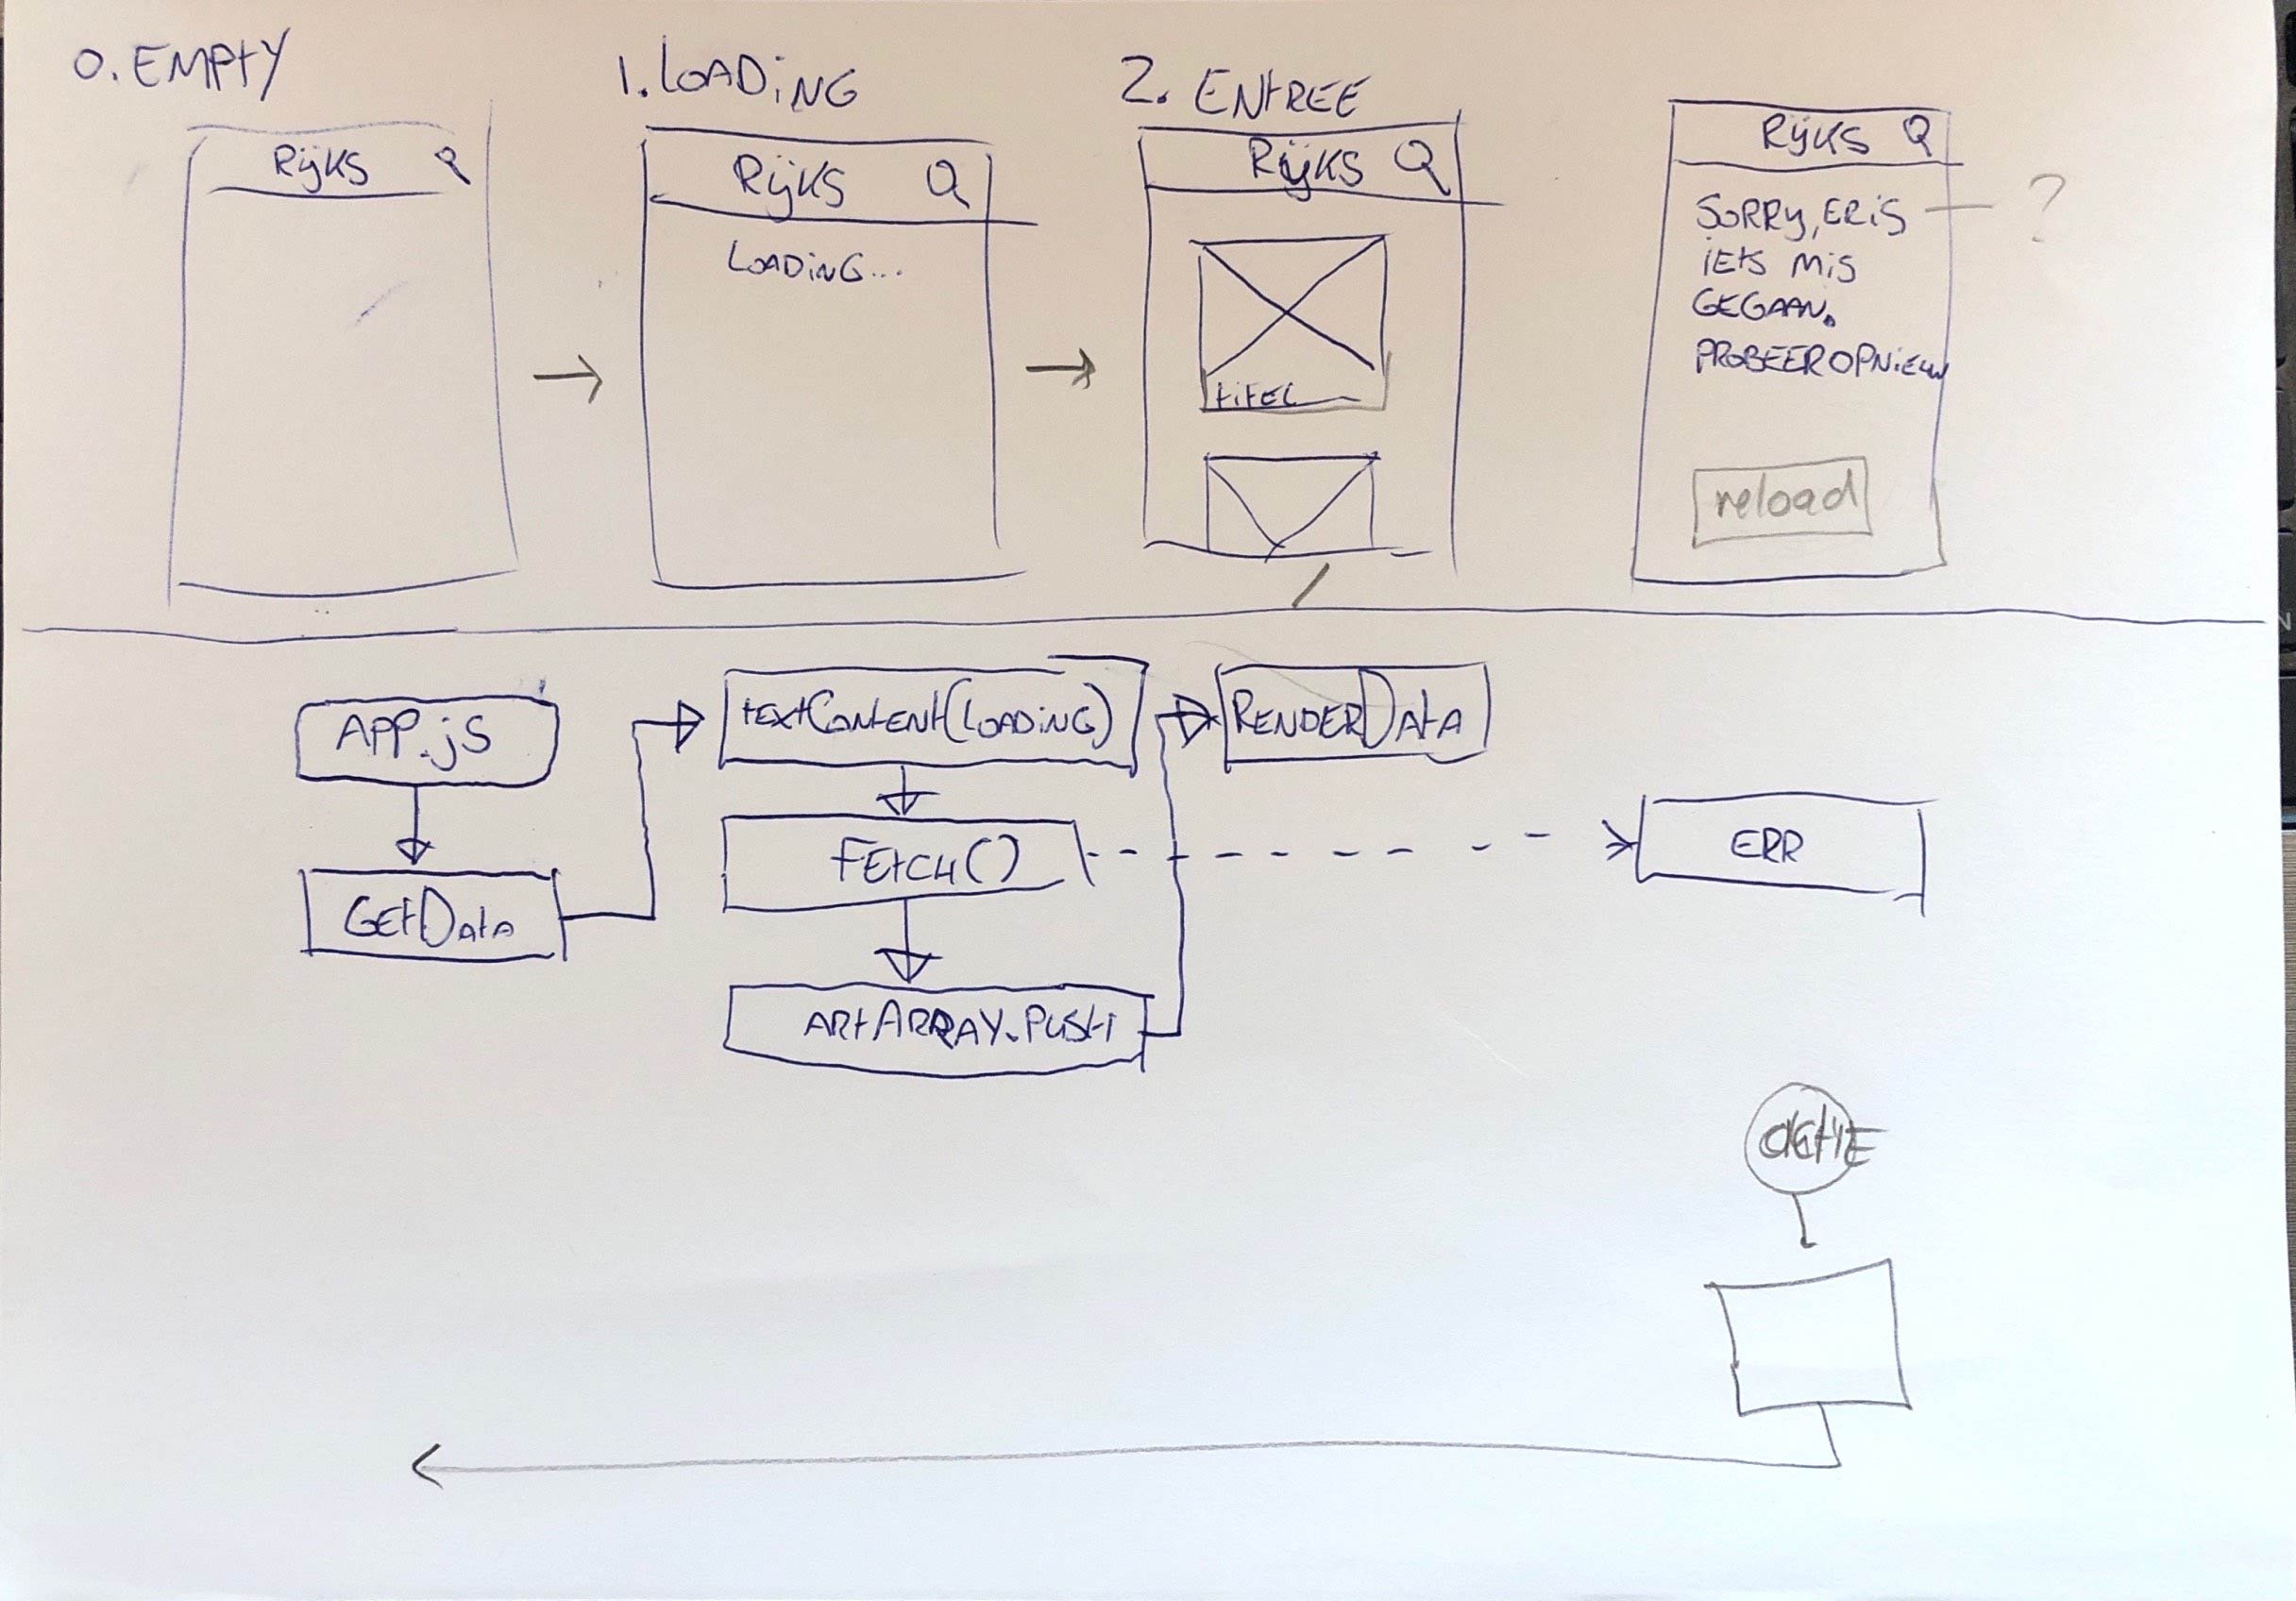 0. EMPTY
1. LOADING
2. ENTREE
RIJKS
RIJKS
LOADING...
RIJKS
titEL
RIJKS
SORRY, ER IS
iEtS MiS
GEGAAN.
PROBEER OPNiEUW
?
reload
APP.jS
GEtDAtA
tEXtContEnt(LOADiNG)
FEtCH()
ARtARRAY.PUSH
RENDERDAtA
ERR
ACtIE